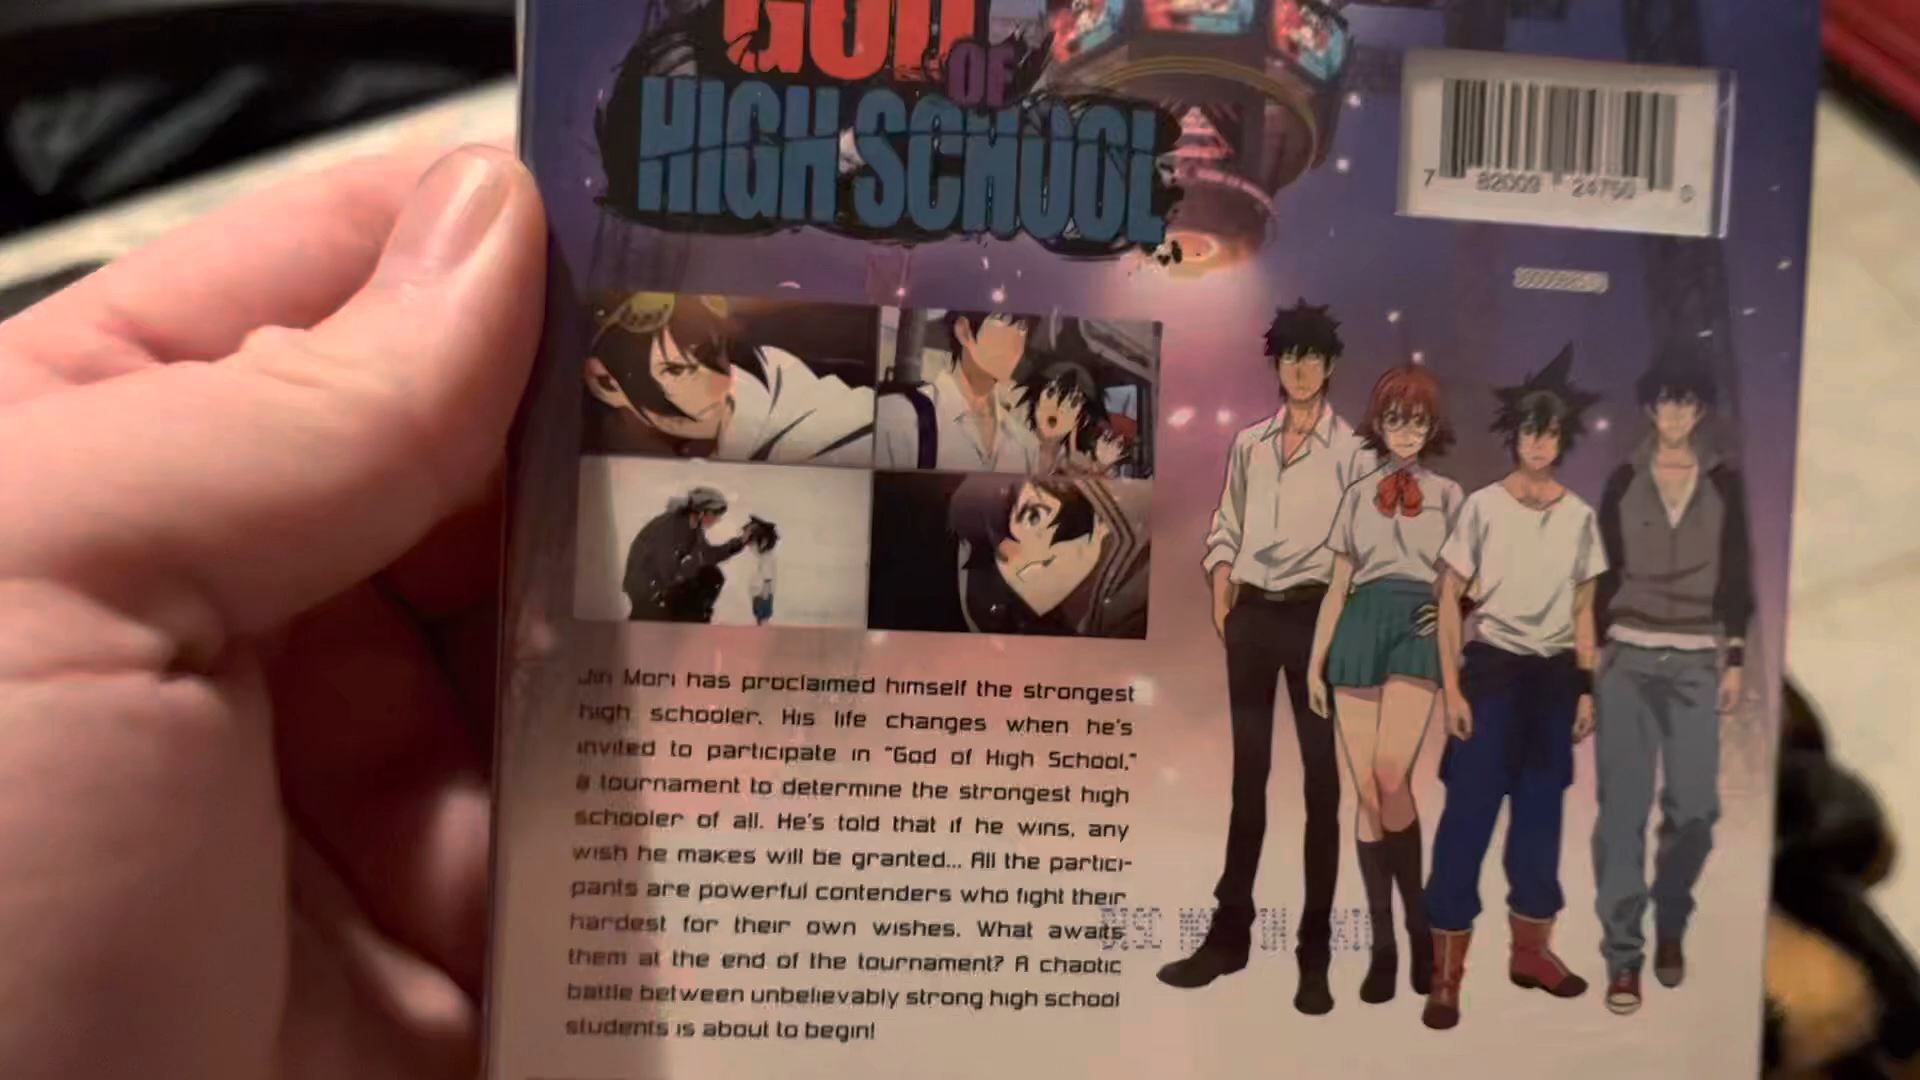 GOD
OF
HIGH SCHOOL
7 82009 24750 0
Jin Mori has proclaimed himself the strongest
high schooler. His life changes when he's
invited to participate in "God of High School,"
a tournament to determine the strongest high
schooler of all. He's told that if he wins, any
wish he makes will be granted... All the partici-
pants are powerful contenders who fight their
hardest for their own wishes. What awaits
them at the end of the tournament? A chaotic
battle between unbelievably strong high school
students is about to begin!